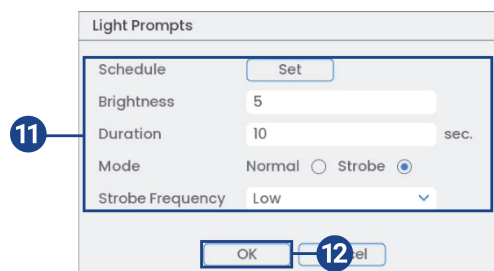 Light Prompts
Schedule Set
Brightness 5
11 Duration 10 sec.
Mode Normal Strobe
Strobe Frequency Low
OK 12